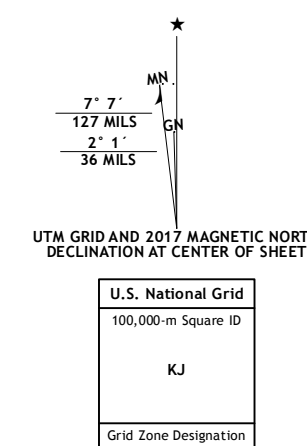 ★
MN
7° 7´
127 MILS
GN
2° 1´
36 MILS
UTM GRID AND 2017 MAGNETIC NORT
DECLINATION AT CENTER OF SHEET
U.S. National Grid
100,000-m Square ID
KJ
Grid Zone Designation